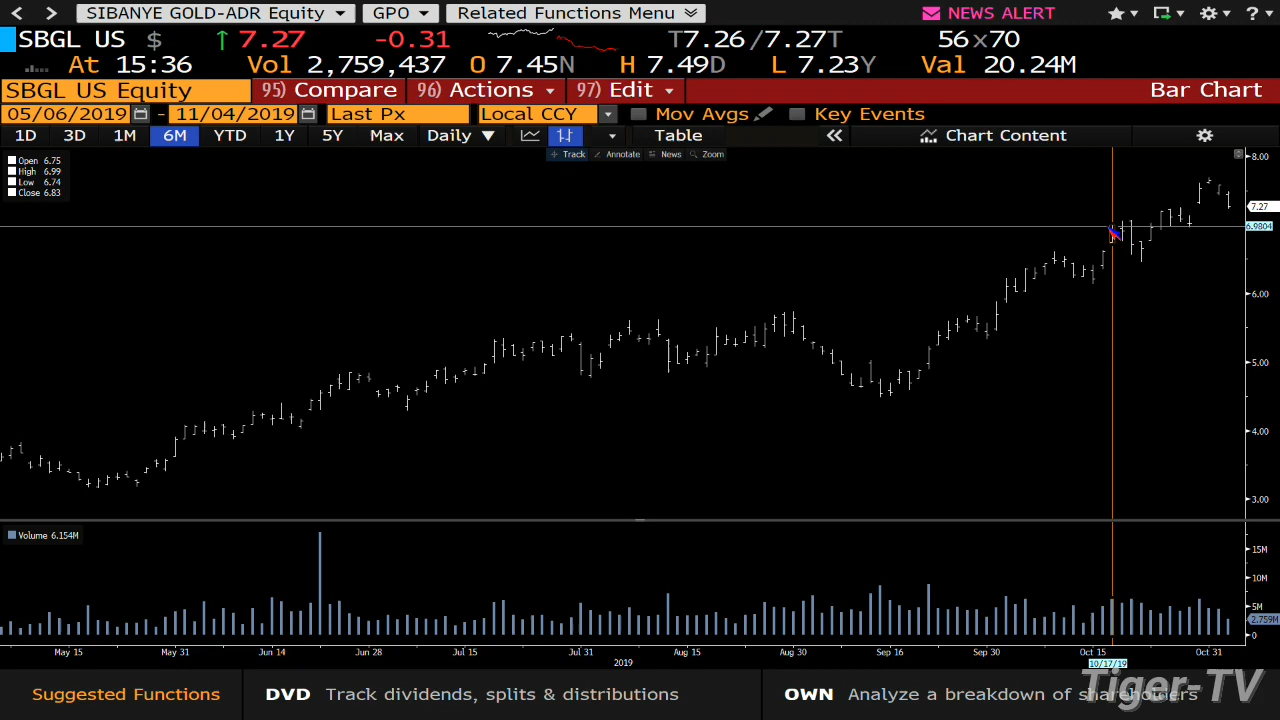 SIBANYE GOLD-ADR Equity GPO Related Functions Menu NEWS ALERT ?
SBGL US $ ↑ 7.27 -0.31 T7.26/7.27T 56x70
At 15:36 Vol 2,759,437 O 7.45N H 7.49D L 7.23Y Val 20.24M
SBGL US Equity 95) Compare 96) Actions 97) Edit Bar Chart
05/06/2019 - 11/04/2019 Last Px Local CCY Mov Avgs Key Events
1D 3D 1M 6M YTD 1Y 5Y Max Daily ▼ Table « Chart Content
Track Annotate News Zoom
Open 6.75
High 6.99
Low 6.74
Close 6.83
8.00
7.27
6.9804
6.00
5.00
4.00
3.00
Volume 6.154M
15M
10M
5M
2.759M
0
May 15 May 31 Jun 14 Jun 28 Jul 15 Jul 31 Aug 15 Aug 30 Sep 16 Sep 30 Oct 15 Oct 31
2019 10/17/19
Suggested Functions DVD Track dividends, splits & distributions OWN Analyze a breakdown of shareholders
Tiger-TV